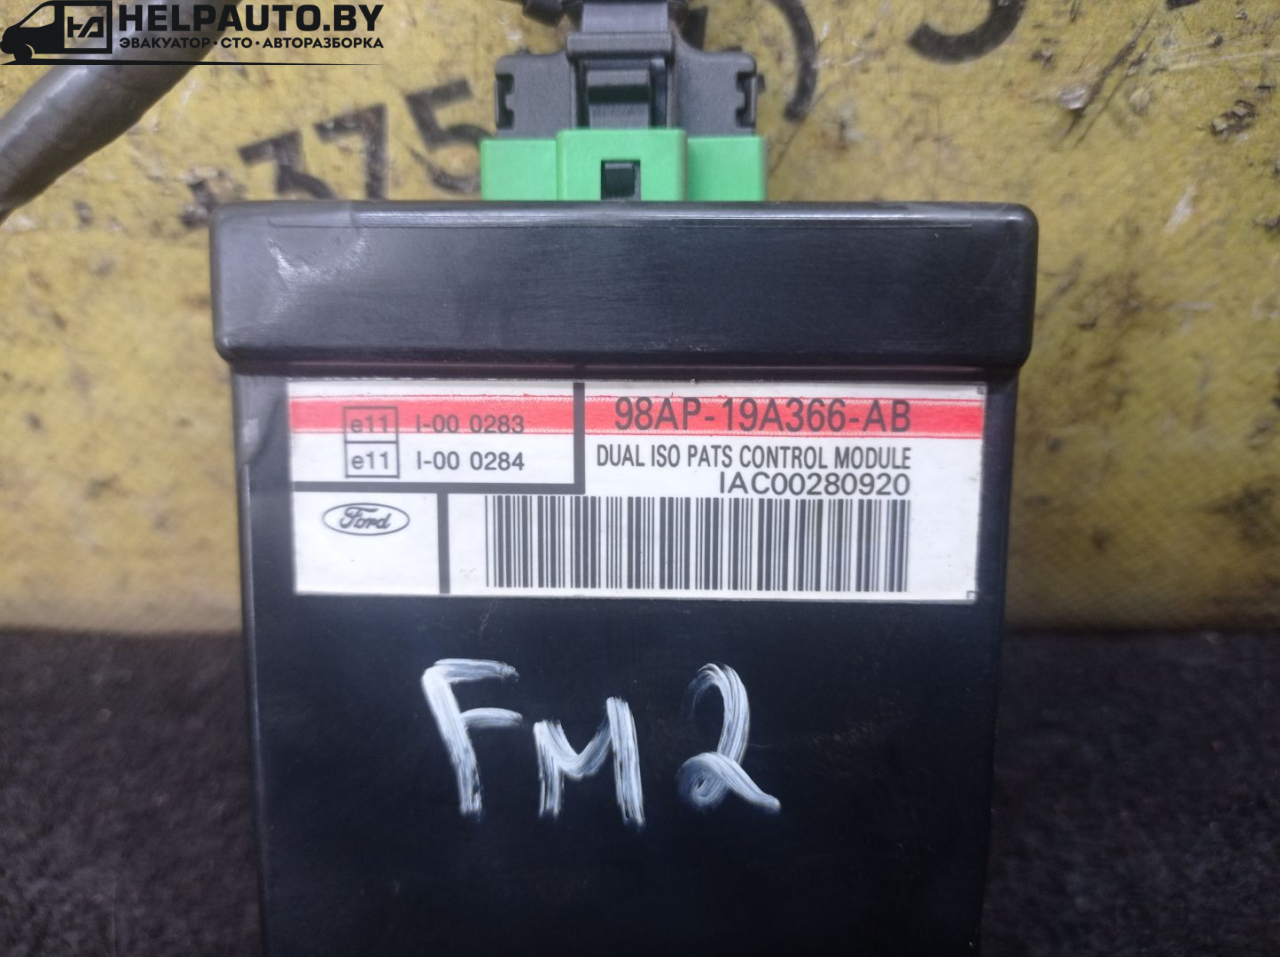 HELPAUTO.BY
ЭВАКУАТОР·СТО·АВТОРАЗБОРКА
375
e11 I-00 0283
98AP-19A366-AB
e11 I-00 0284
DUAL ISO PATS CONTROL MODULE
IAC00280920
Ford
FM2